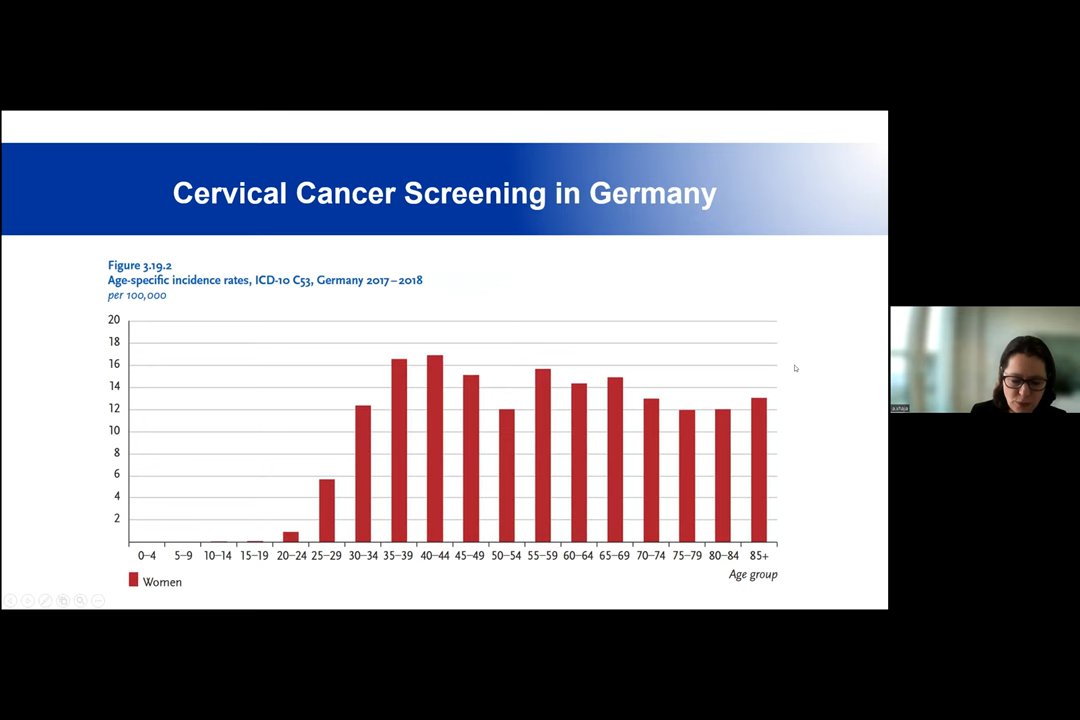 Cervical Cancer Screening in Germany
Figure 3.19.2
Age-specific incidence rates, ICD-10 C53, Germany 2017–2018
per 100,000
20
18
16
14
12
10
8
6
4
2
0–4 5–9 10–14 15–19 20–24 25–29 30–34 35–39 40–44 45–49 50–54 55–59 60–64 65–69 70–74 75–79 80–84 85+
Age group
Women